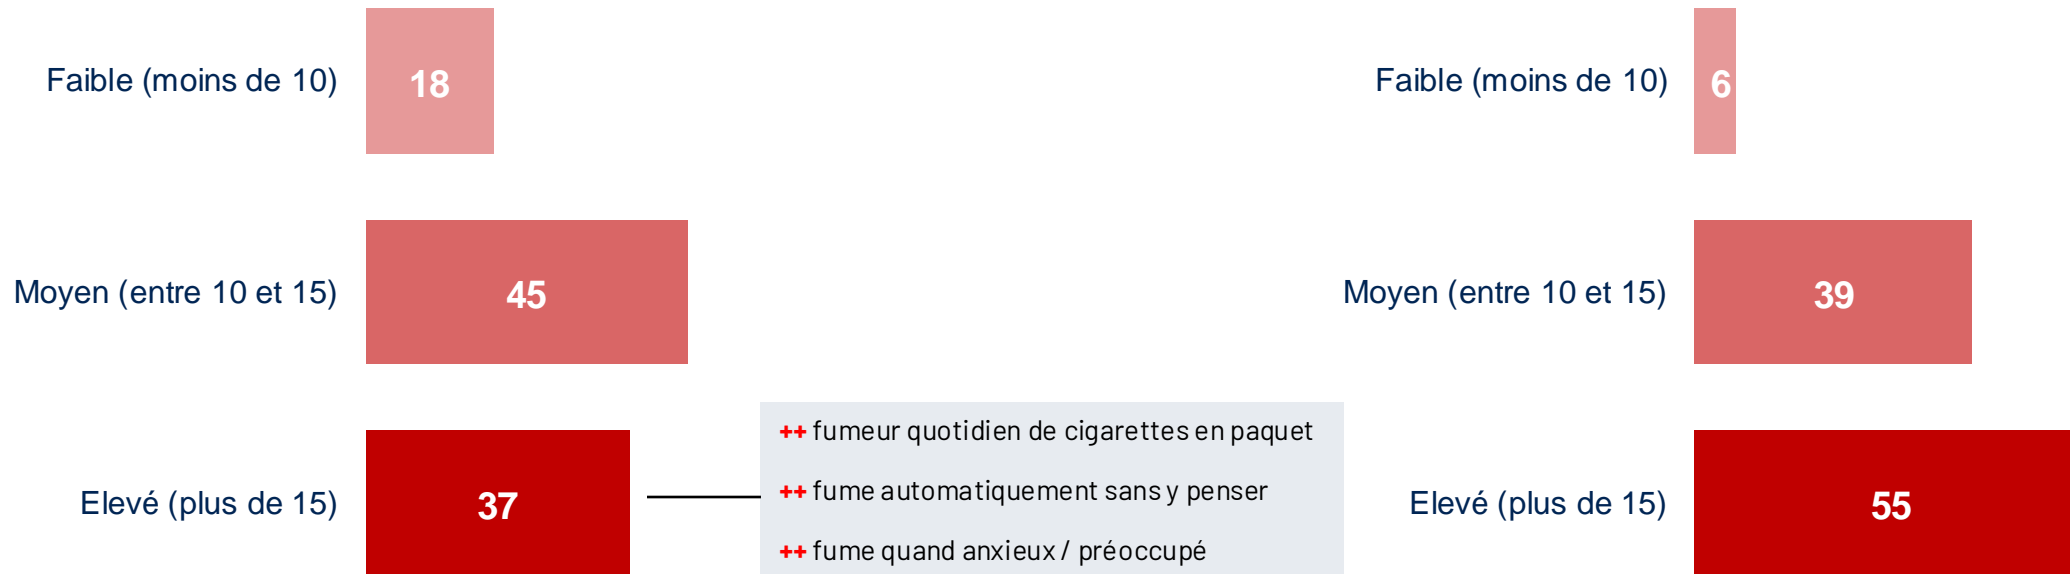 Faible (moins de 10)
18
Moyen (entre 10 et 15)
45
Elevé (plus de 15)
37
++ fumeur quotidien de cigarettes en paquet
++ fume automatiquement sans y penser
++ fume quand anxieux / préoccupé
Faible (moins de 10)
6
Moyen (entre 10 et 15)
39
Elevé (plus de 15)
55